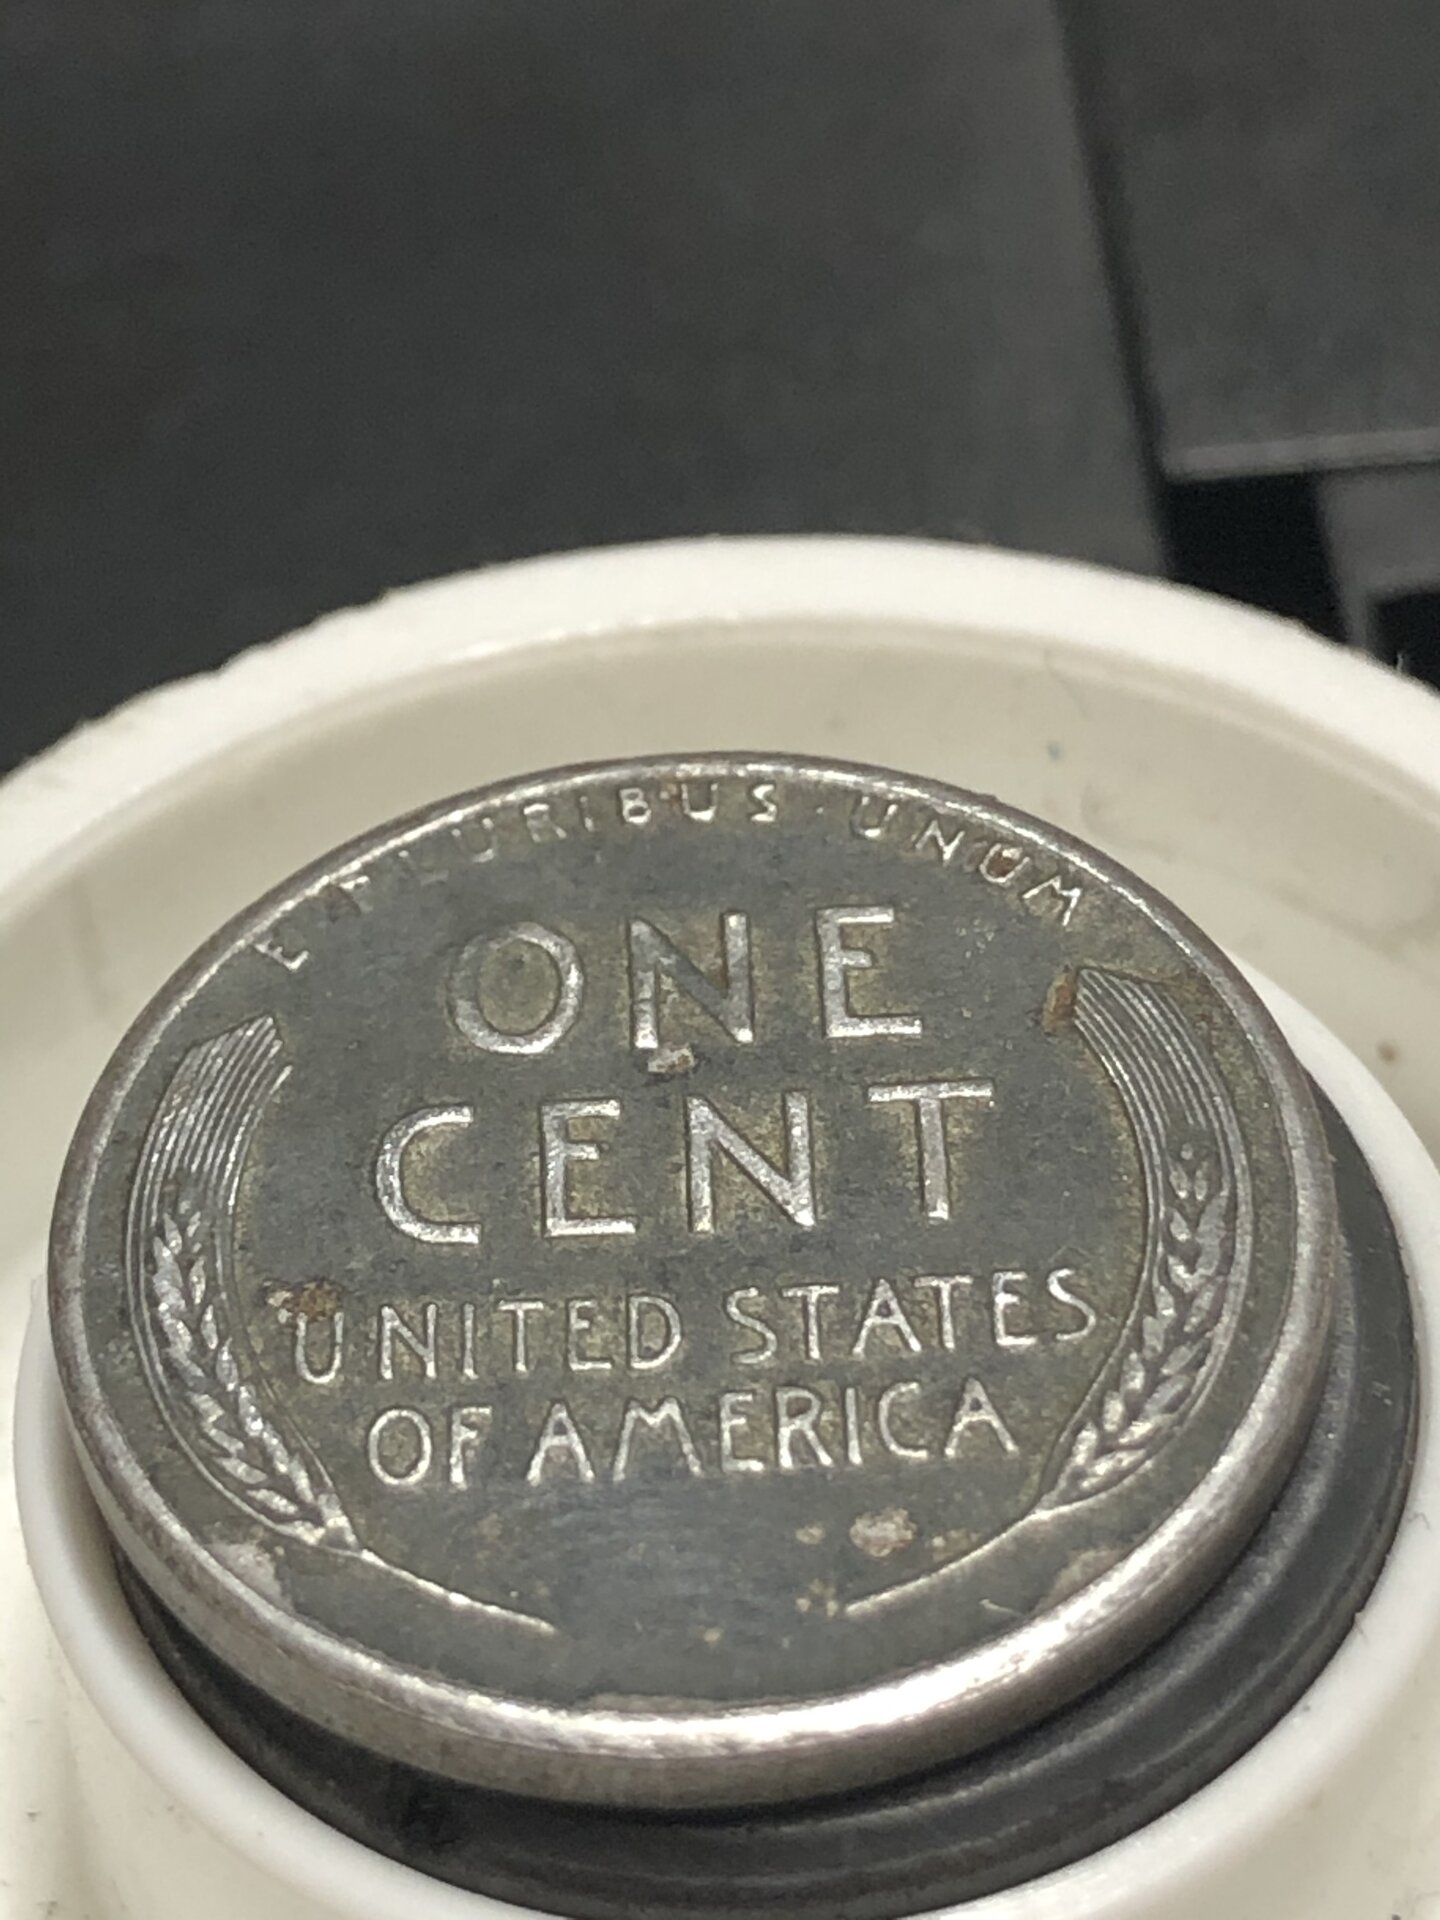 E PLURIBUS · UNUM
ONE
CENT
UNITED STATES
OF AMERICA